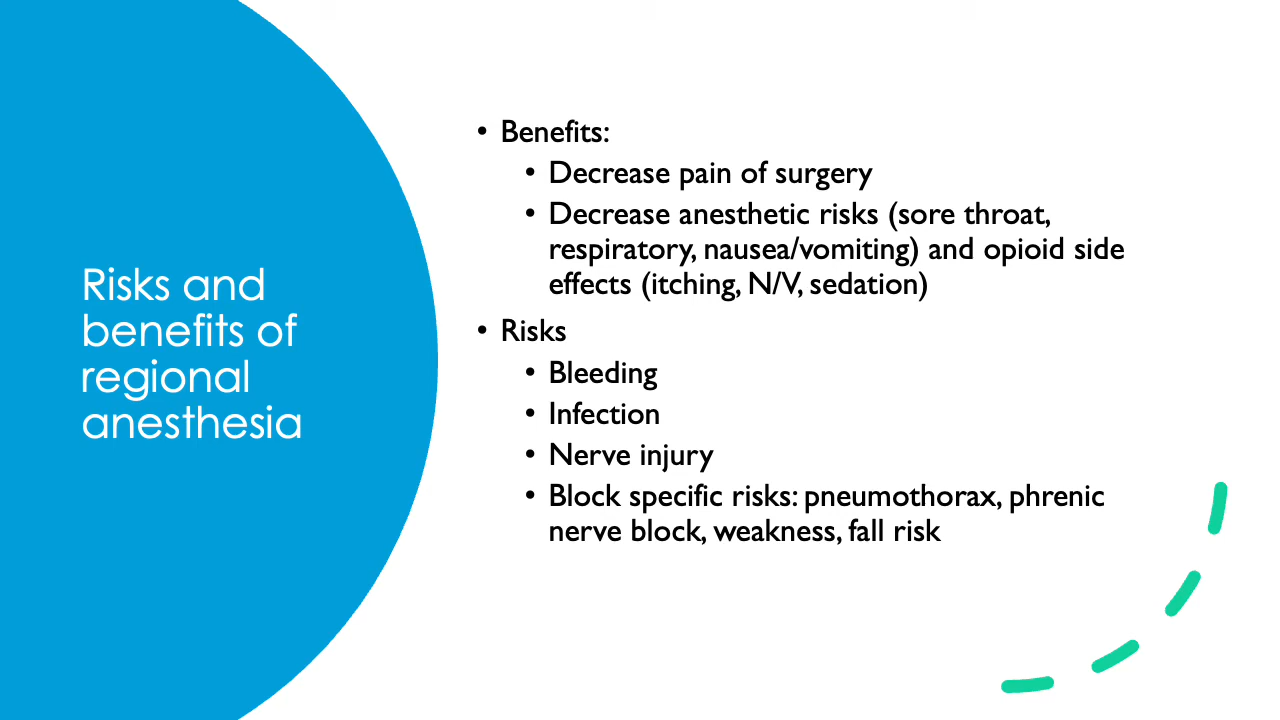 Risks and
benefits of
regional
anesthesia
• Benefits:
• Decrease pain of surgery
• Decrease anesthetic risks (sore throat,
respiratory, nausea/vomiting) and opioid side
effects (itching, N/V, sedation)
• Risks
• Bleeding
• Infection
• Nerve injury
• Block specific risks: pneumothorax, phrenic
nerve block, weakness, fall risk